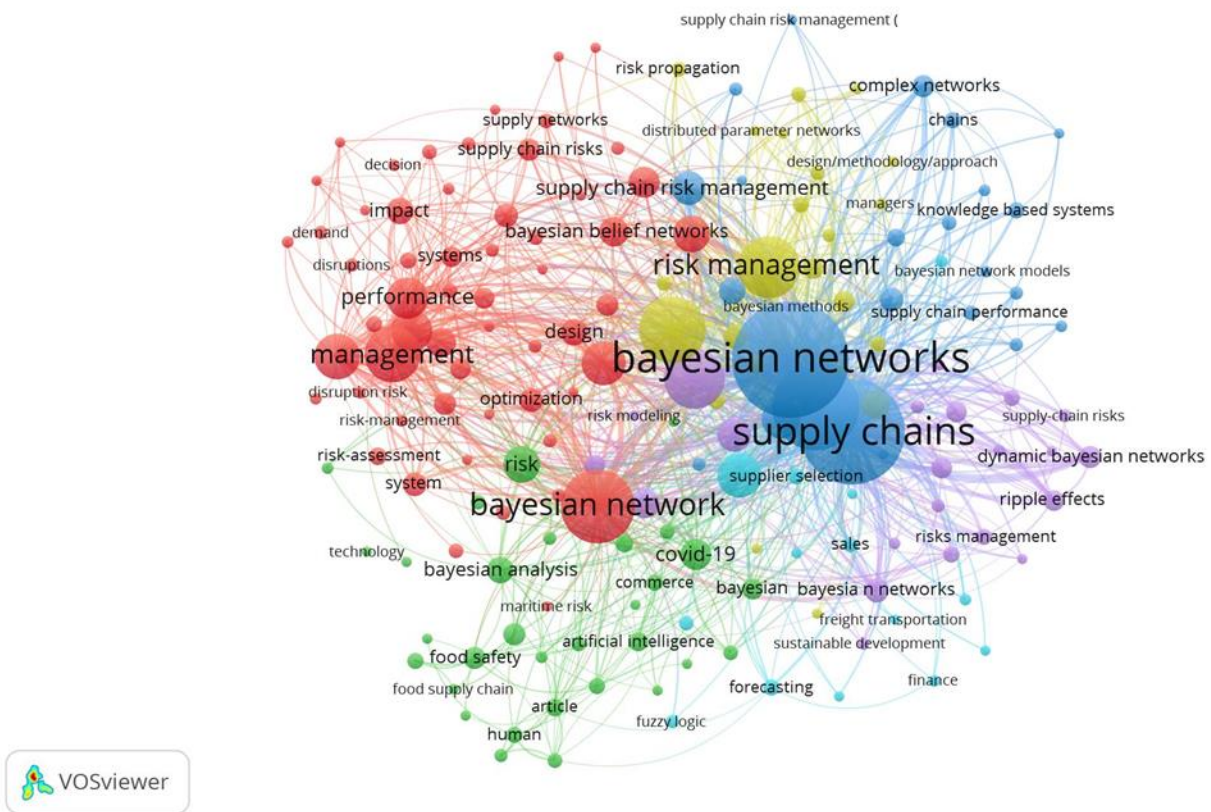 supply chain risk management (
risk propagation
complex networks
supply networks
distributed parameter networks
chains
decision
supply chain risks
design/methodology/approach
supply chain risk management
impact
managers
knowledge based systems
demand
bayesian belief networks
disruptions
systems
risk management
bayesian network models
performance
bayesian methods
supply chain performance
design
management
bayesian networks
disruption risk
optimization
risk-management
risk modeling
supply-chain risks
supply chains
risk-assessment
risk
dynamic bayesian networks
system
supplier selection
bayesian network
ripple effects
technology
covid-19
sales
risks management
bayesian analysis
commerce
bayesian
bayesia n networks
maritime risk
freight transportation
artificial intelligence
sustainable development
food safety
food supply chain
forecasting
finance
article
fuzzy logic
human
VOSviewer